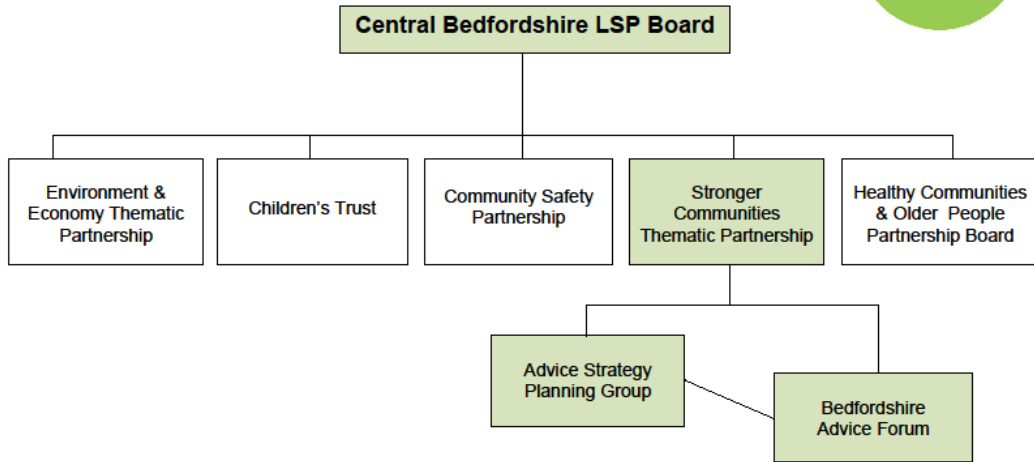 Central Bedfordshire LSP Board
Environment &
Economy Thematic
Partnership
Children's Trust
Community Safety
Partnership
Stronger
Communities
Thematic Partnership
Healthy Communities
& Older People
Partnership Board
Advice Strategy
Planning Group
Bedfordshire
Advice Forum